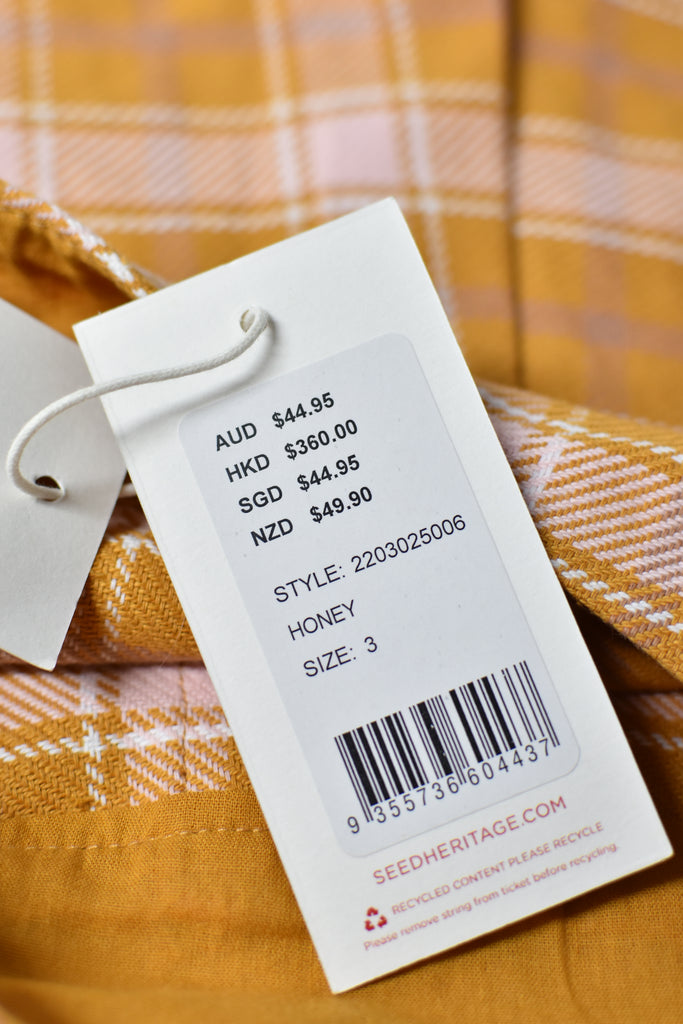 AUD $44.95
HKD $360.00
SGD $44.95
NZD $49.90
STYLE: 2203025006
HONEY
SIZE: 3
9 355736 604437
SEEDHERITAGE.COM
RECYCLED CONTENT PLEASE RECYCLE
Please remove string from ticket before recycling.